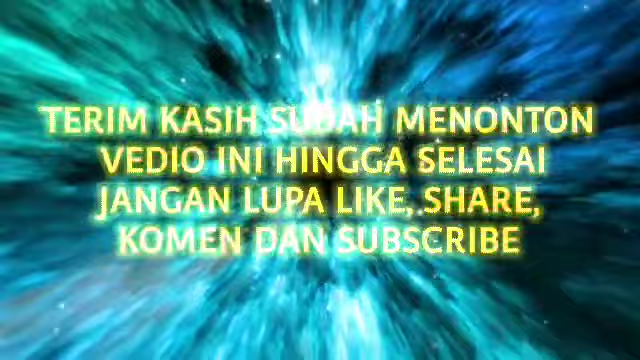 TERIM KASIH SUDAH MENONTON
VEDIO INI HINGGA SELESAI
JANGAN LUPA LIKE, SHARE,
KOMEN DAN SUBSCRIBE